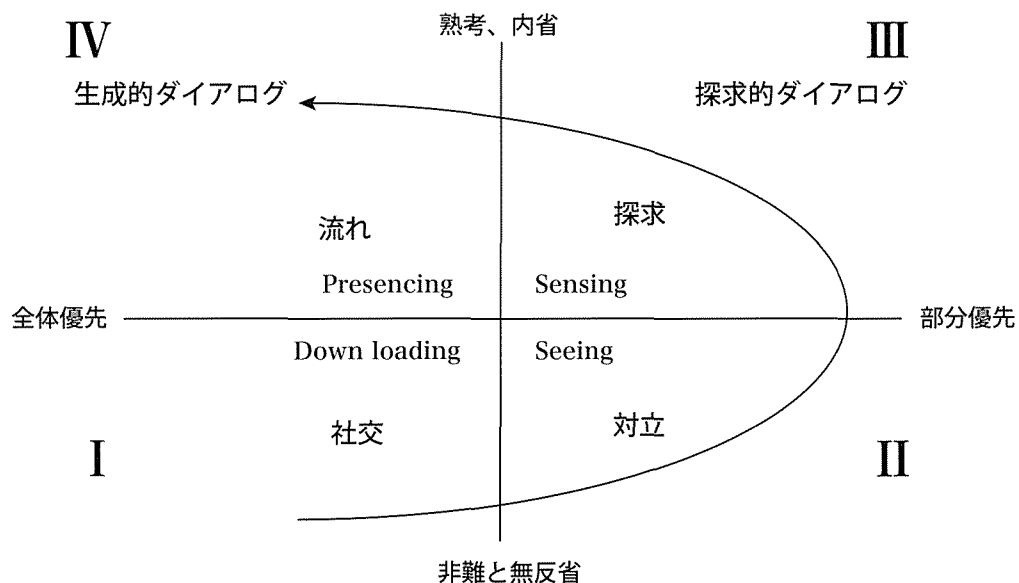 熟考、内省
Ⅳ
Ⅲ
生成的ダイアログ
探求的ダイアログ
流れ
探求
Presencing
Sensing
全体優先
部分優先
Down loading
Seeing
社交
対立
Ⅰ
Ⅱ
非難と無反省